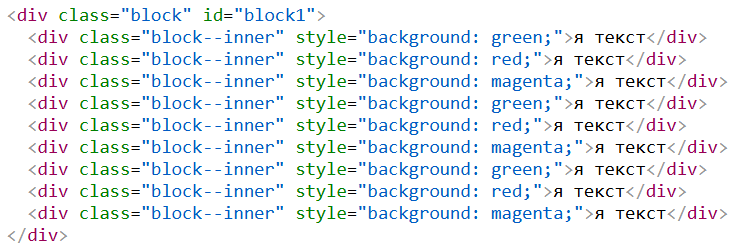 <div class="block" id="block1">
  <div class="block--inner" style="background: green;">я текст</div>
  <div class="block--inner" style="background: red;">я текст</div>
  <div class="block--inner" style="background: magenta;">я текст</div>
  <div class="block--inner" style="background: green;">я текст</div>
  <div class="block--inner" style="background: red;">я текст</div>
  <div class="block--inner" style="background: magenta;">я текст</div>
  <div class="block--inner" style="background: green;">я текст</div>
  <div class="block--inner" style="background: red;">я текст</div>
  <div class="block--inner" style="background: magenta;">я текст</div>
</div>